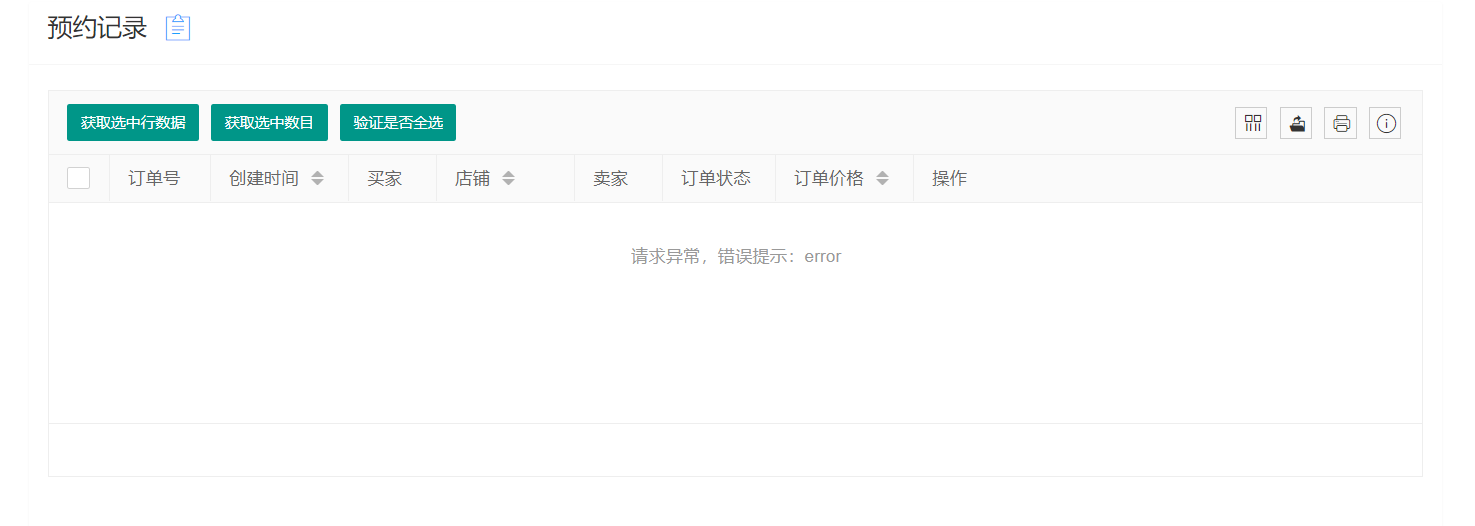 预约记录
获取选中行数据 获取选中数目 验证是否全选
订单号 创建时间 买家 店铺 卖家 订单状态 订单价格 操作
请求异常，错误提示：error